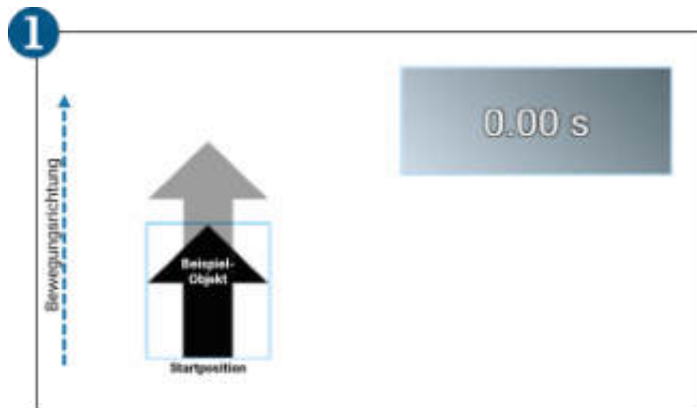 1
0.00 s
Bewegungsrichtung
Beispiel-
Objekt
Startposition